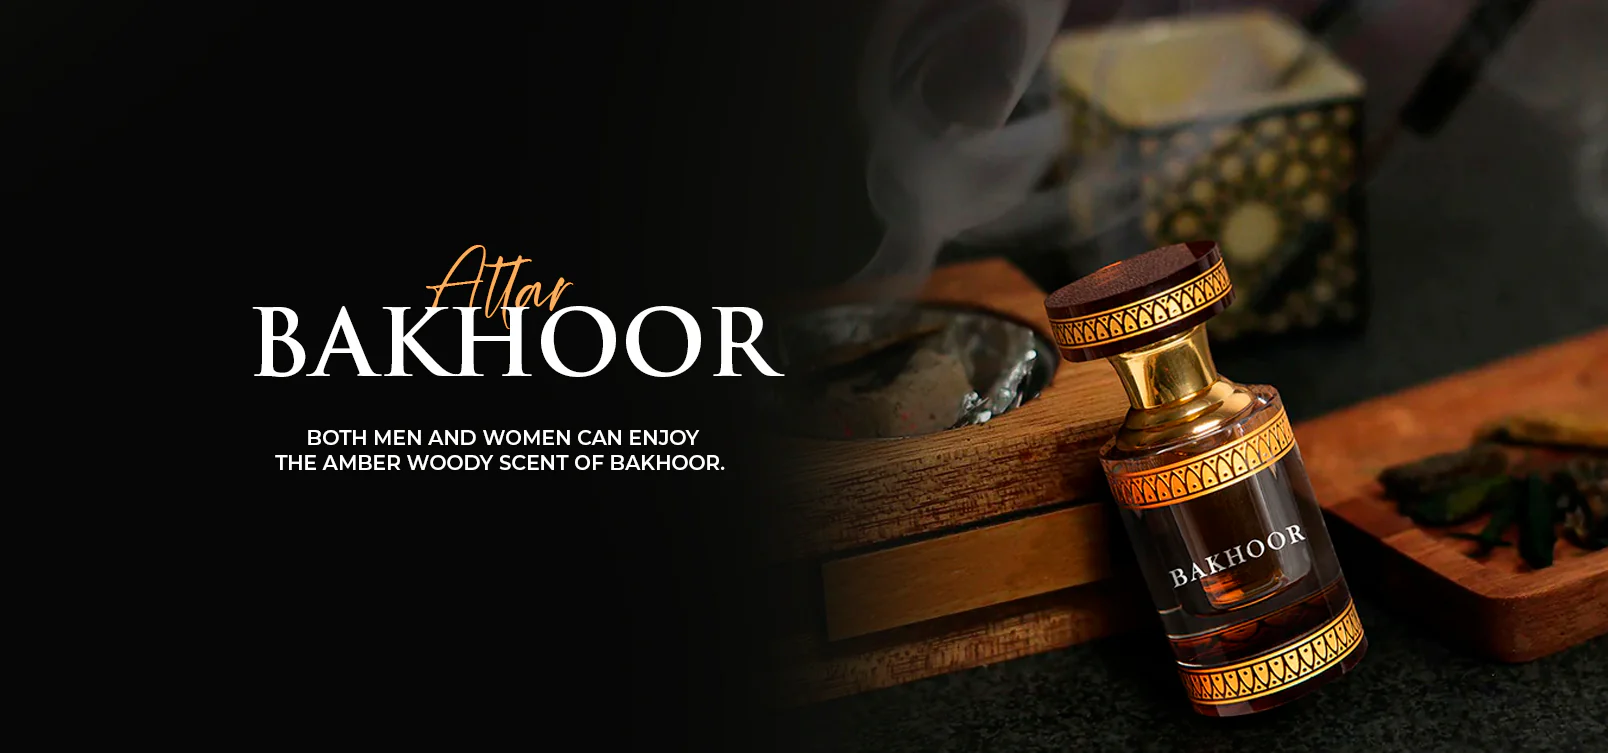 Attar
BAKHOOR
BOTH MEN AND WOMEN CAN ENJOY
THE AMBER WOODY SCENT OF BAKHOOR.
BAKHOOR